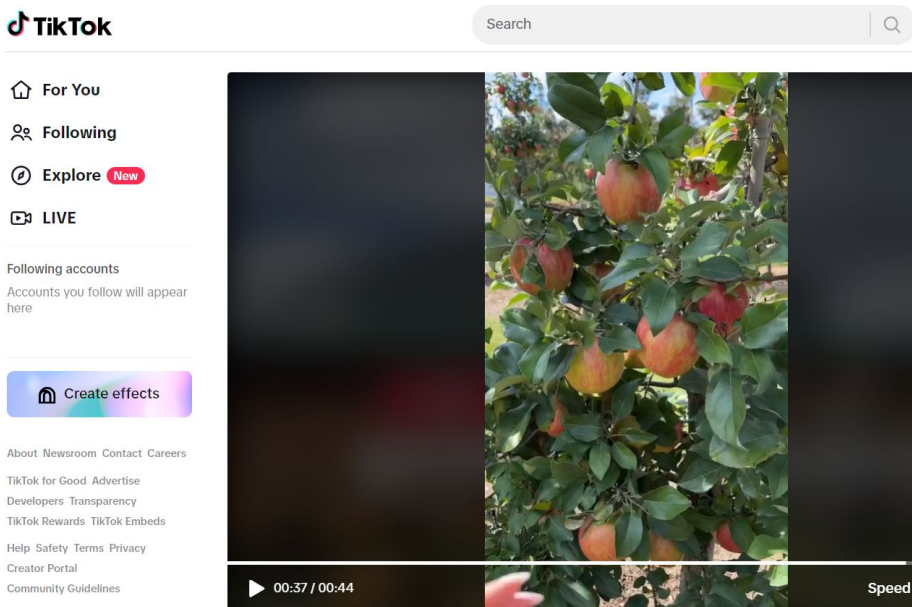 TikTok
Search
For You
Following
Explore New
LIVE
Following accounts
Accounts you follow will appear
here
Create effects
About Newsroom Contact Careers
TikTok for Good Advertise
Developers Transparency
TikTok Rewards TikTok Embeds
Help Safety Terms Privacy
Creator Portal
Community Guidelines
00:37 / 00:44
Speed